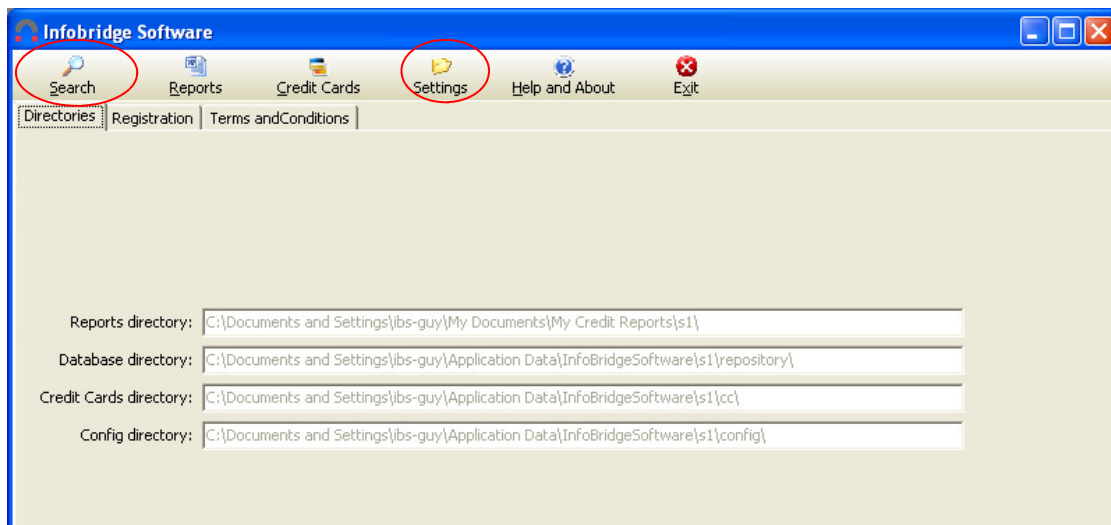 Infobridge Software
Search Reports Credit Cards Settings Help and About Exit
Directories Registration Terms andConditions
Reports directory: C:\Documents and Settings\ibs-guy\My Documents\My Credit Reports\s1\
Database directory: C:\Documents and Settings\ibs-guy\Application Data\InfoBridgeSoftware\s1\repository\
Credit Cards directory: C:\Documents and Settings\ibs-guy\Application Data\InfoBridgeSoftware\s1\cc\
Config directory: C:\Documents and Settings\ibs-guy\Application Data\InfoBridgeSoftware\s1\config\